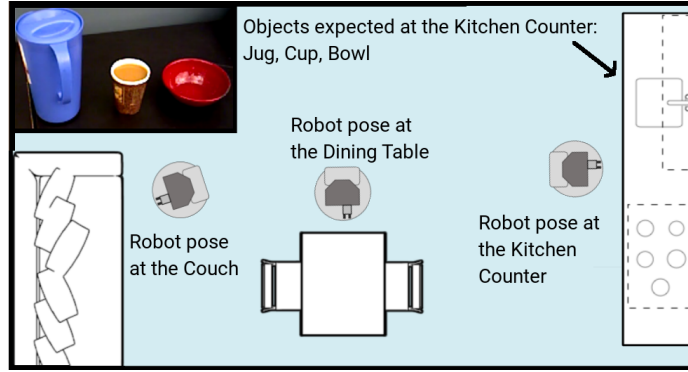 Objects expected at the Kitchen Counter:
Jug, Cup, Bowl
Robot pose at
the Dining Table
Robot pose
at the Couch
Robot pose at
the Kitchen
Counter